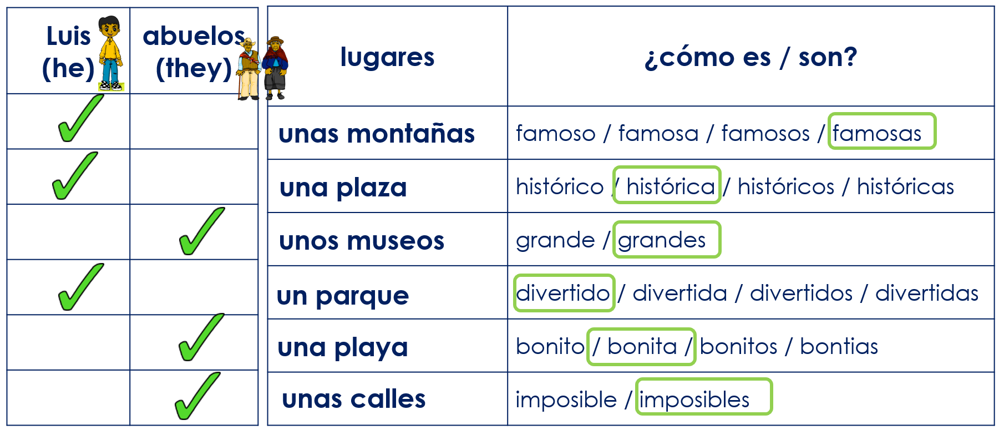 Luis
(he)
abuelos
(they)
lugares
¿cómo es / son?
unas montañas
famoso / famosa / famosos / famosas
una plaza
histórico / histórica / históricos / históricas
unos museos
grande / grandes
un parque
divertido / divertida / divertidos / divertidas
una playa
bonito / bonita / bonitos / bontias
unas calles
imposible / imposibles